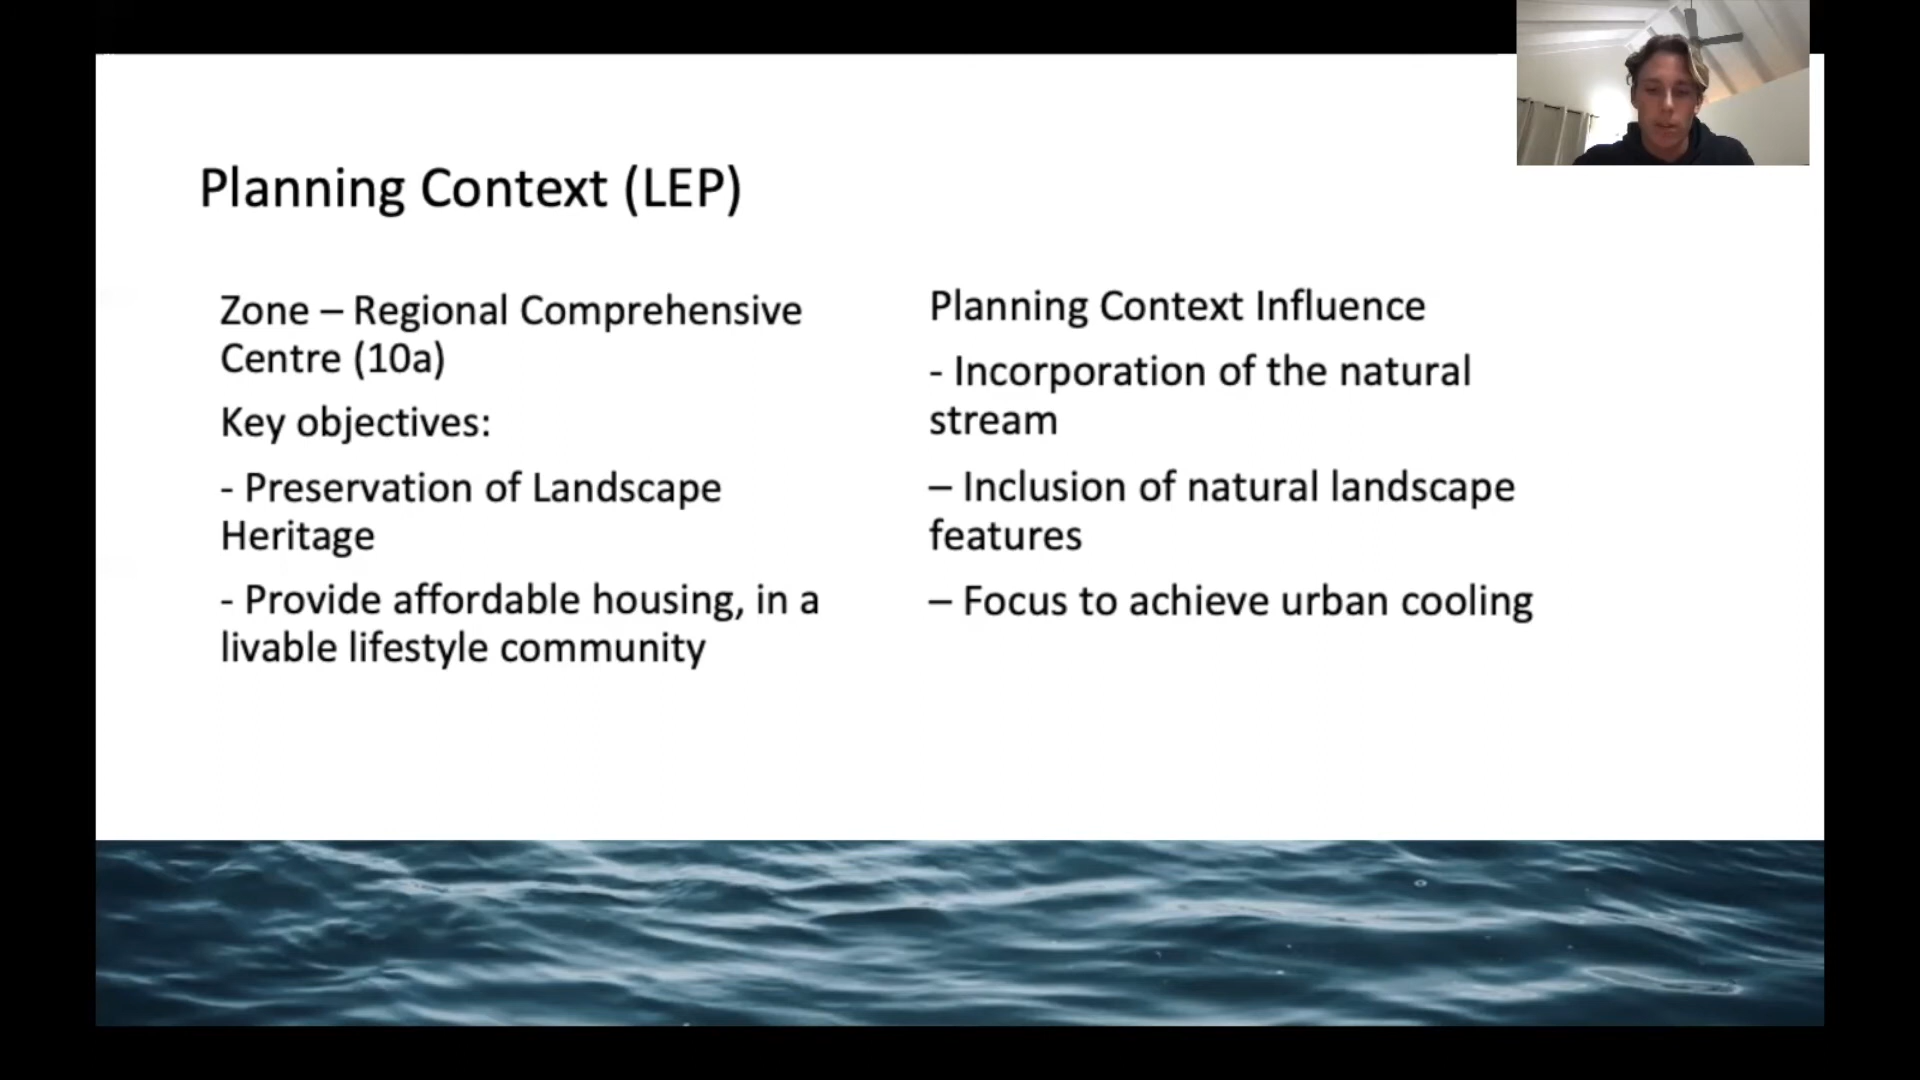 Planning Context (LEP)
Zone – Regional Comprehensive
Centre (10a)
Key objectives:
- Preservation of Landscape
Heritage
- Provide affordable housing, in a
livable lifestyle community
Planning Context Influence
- Incorporation of the natural
stream
– Inclusion of natural landscape
features
– Focus to achieve urban cooling